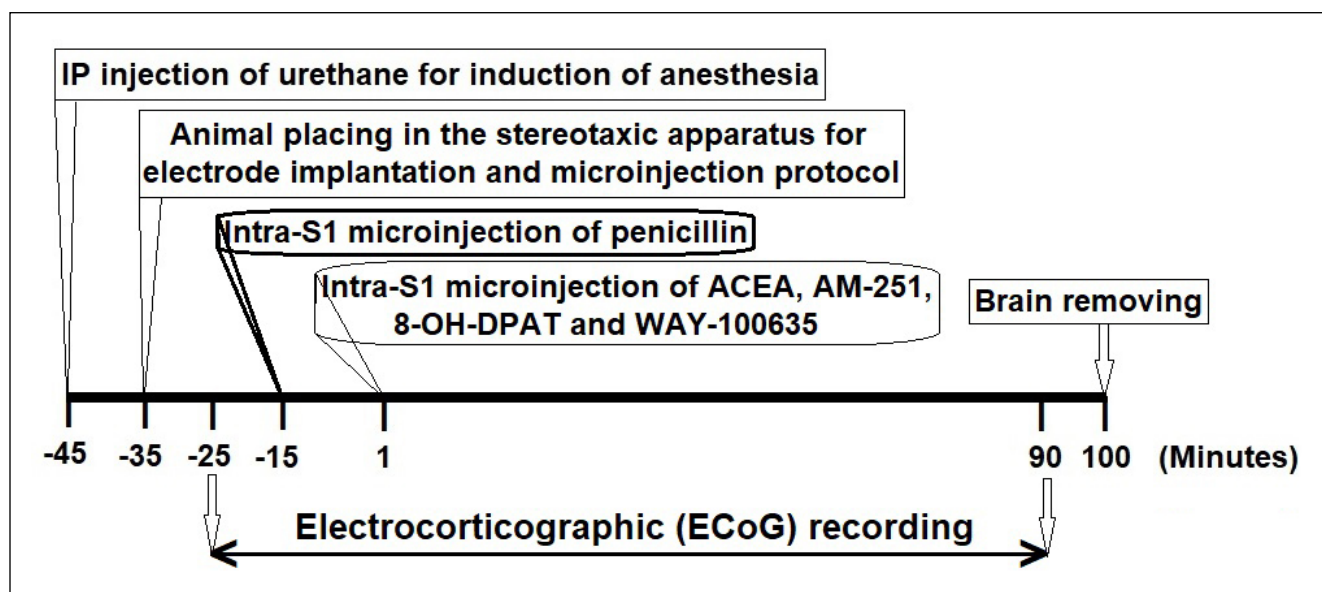 IP injection of urethane for induction of anesthesia
Animal placing in the stereotaxic apparatus for
electrode implantation and microinjection protocol
Intra-S1 microinjection of penicillin
Intra-S1 microinjection of ACEA, AM-251,
8-OH-DPAT and WAY-100635
Brain removing
-45 -35 -25 -15 1 90 100 (Minutes)
Electrocorticographic (ECoG) recording